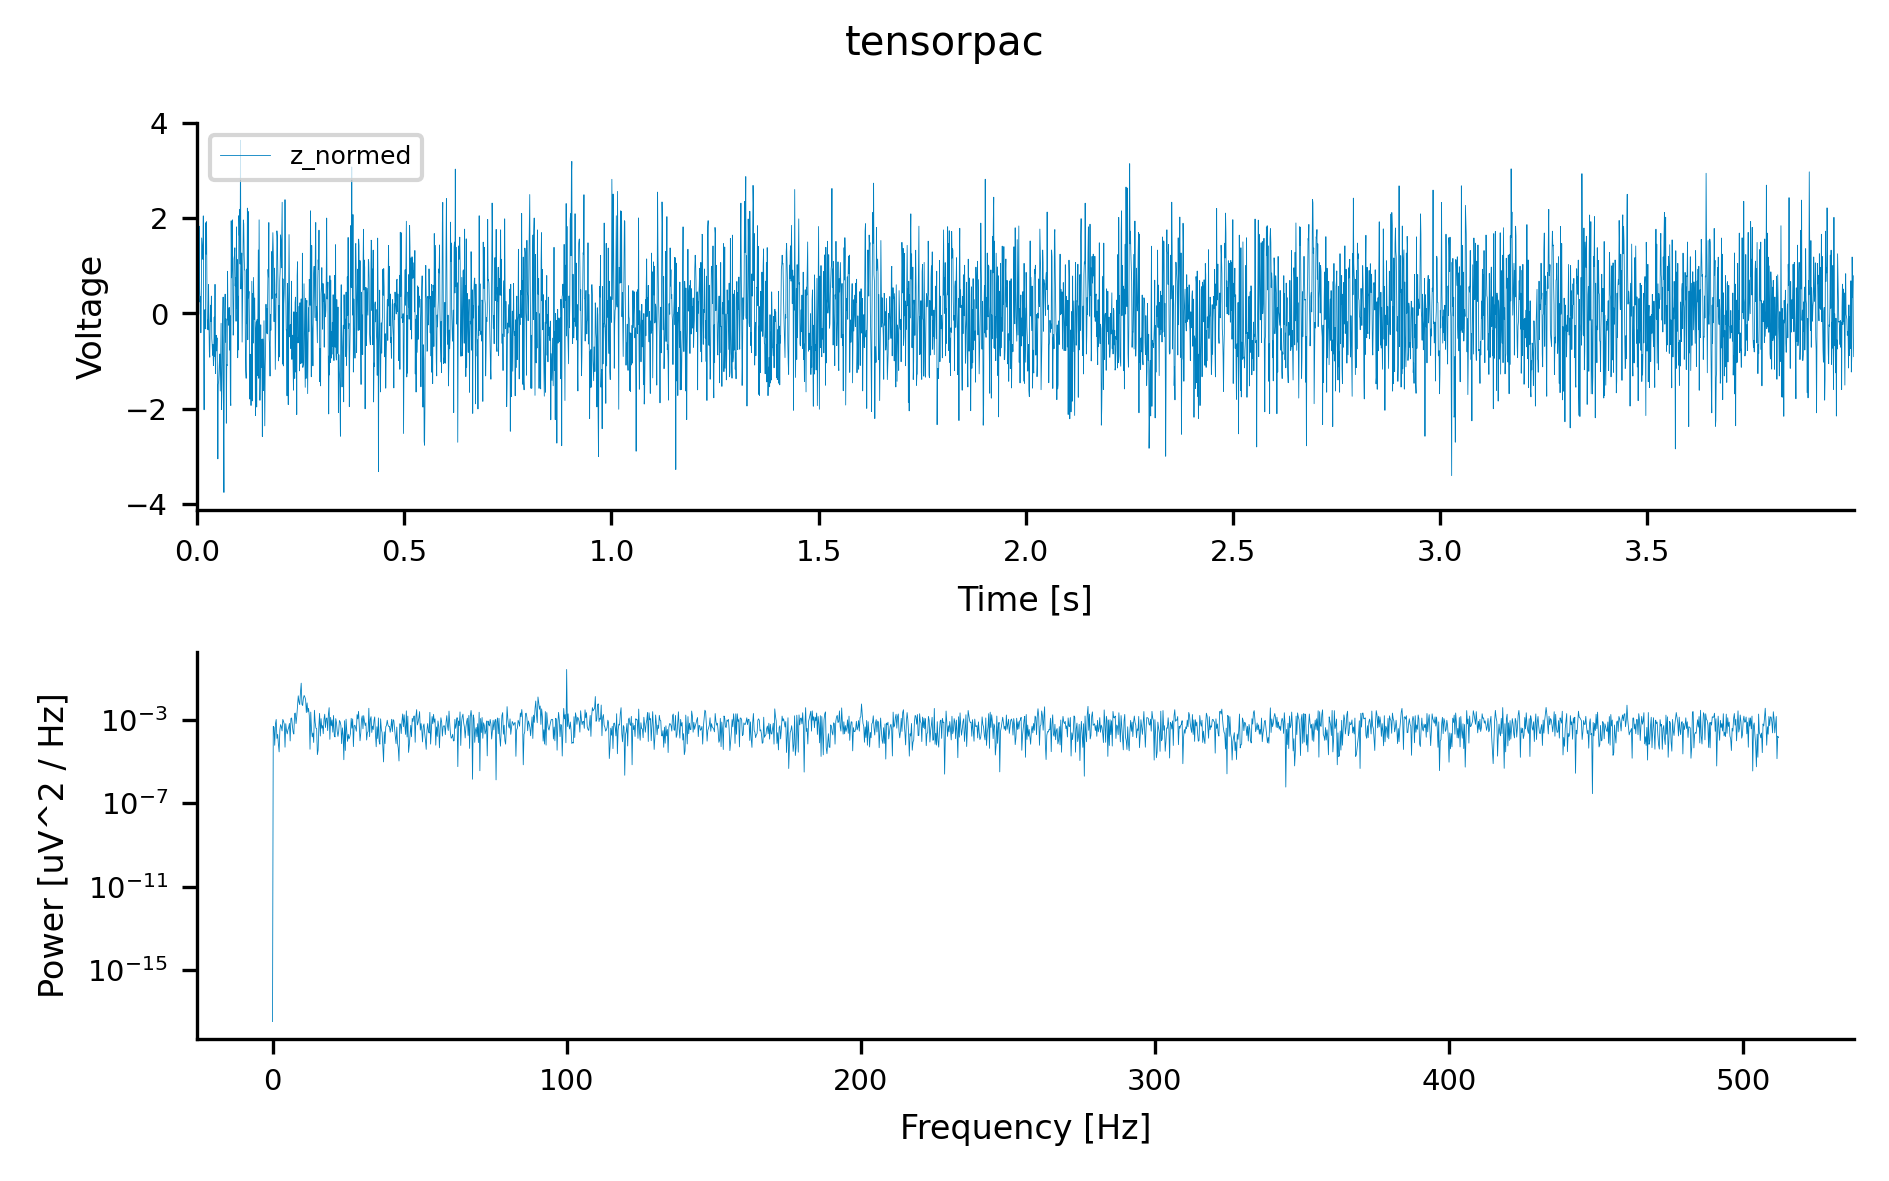 tensorpac
4
z_normed
2
0
−2
−4
Voltage
0.0 0.5 1.0 1.5 2.0 2.5 3.0 3.5
Time [s]
10⁻³
10⁻⁷
10⁻¹¹
10⁻¹⁵
Power [uV^2 / Hz]
0 100 200 300 400 500
Frequency [Hz]